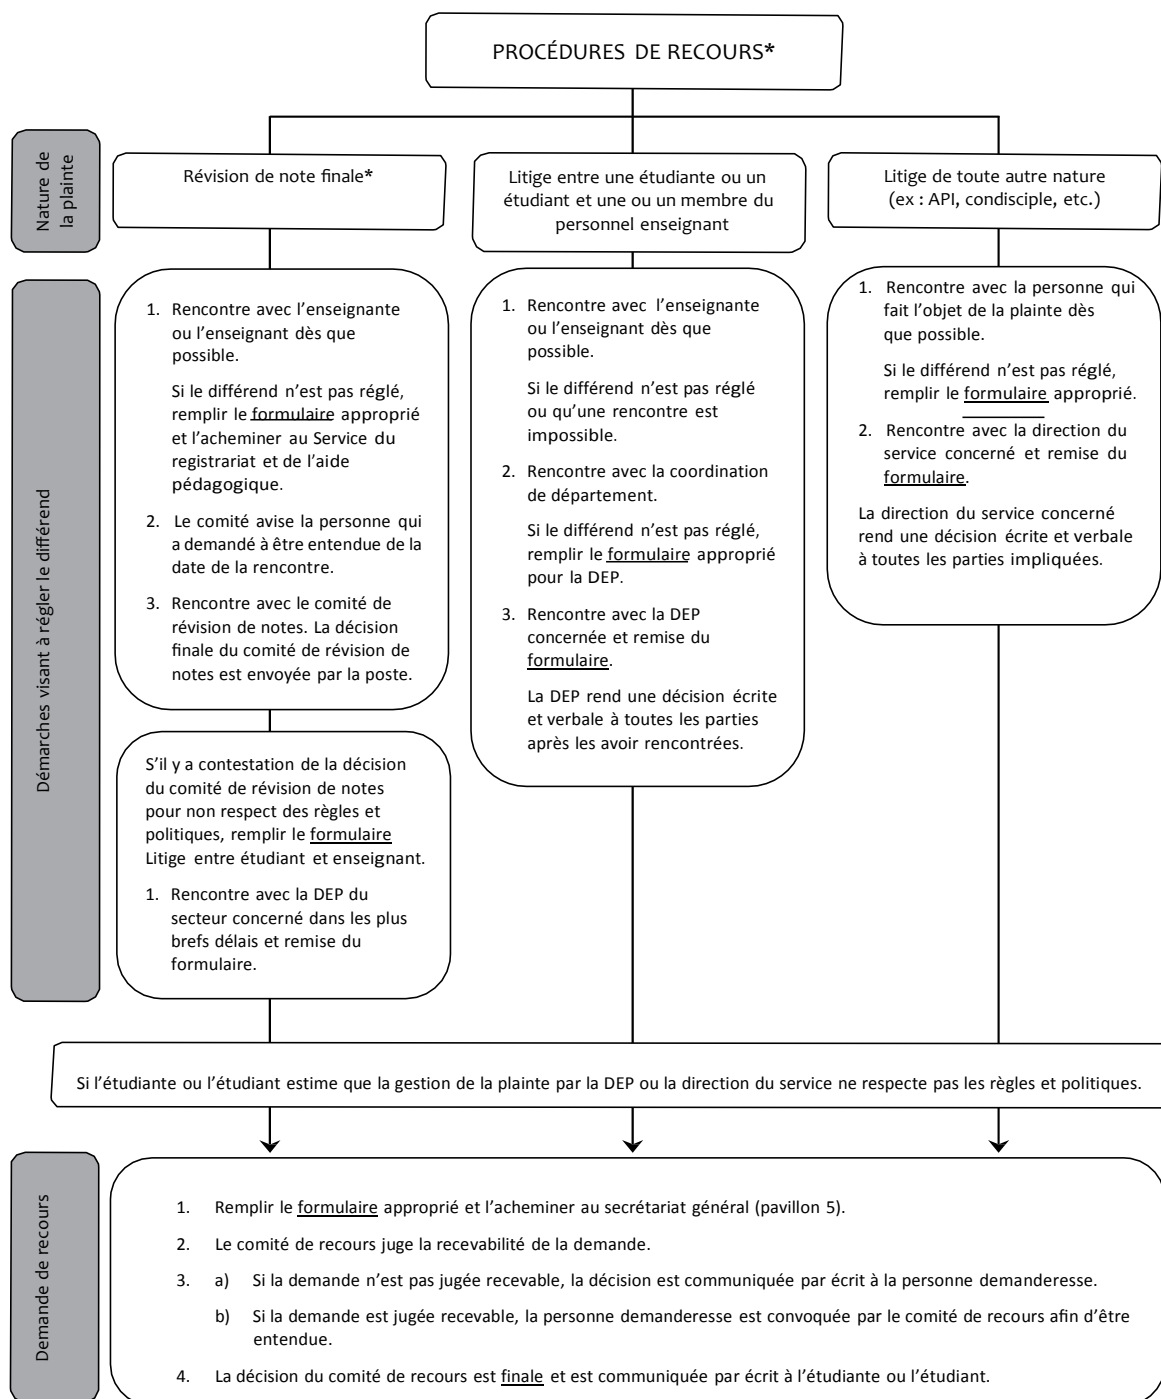 PROCÉDURES DE RECOURS*
Nature de
la plainte
Révision de note finale*
Litige entre une étudiante ou un
étudiant et une ou un membre du
personnel enseignant
Litige de toute autre nature
(ex : API, condisciple, etc.)
Démarches visant à régler le différend
1. Rencontre avec l’enseignante
ou l’enseignant dès que
possible.
Si le différend n’est pas réglé,
remplir le formulaire approprié
et l’acheminer au Service du
registrariat et de l’aide
pédagogique.
2. Le comité avise la personne qui
a demandé à être entendue de la
date de la rencontre.
3. Rencontre avec le comité de
révision de notes. La décision
finale du comité de révision de
notes est envoyée par la poste.
S’il y a contestation de la décision
du comité de révision de notes
pour non respect des règles et
politiques, remplir le formulaire
Litige entre étudiant et enseignant.
1. Rencontre avec la DEP du
secteur concerné dans les plus
brefs délais et remise du
formulaire.
1. Rencontre avec l’enseignante
ou l’enseignant dès que
possible.
Si le différend n’est pas réglé
ou qu’une rencontre est
impossible.
2. Rencontre avec la coordination
de département.
Si le différend n’est pas réglé,
remplir le formulaire approprié
pour la DEP.
3. Rencontre avec la DEP
concernée et remise du
formulaire.
La DEP rend une décision écrite
et verbale à toutes les parties
après les avoir rencontrées.
1. Rencontre avec la personne qui
fait l’objet de la plainte dès
que possible.
Si le différend n’est pas réglé,
remplir le formulaire approprié.
2. Rencontre avec la direction du
service concerné et remise du
formulaire.
La direction du service concerné
rend une décision écrite et verbale
à toutes les parties impliquées.
Si l’étudiante ou l’étudiant estime que la gestion de la plainte par la DEP ou la direction du service ne respecte pas les règles et politiques.
Demande de recours
1. Remplir le formulaire approprié et l’acheminer au secrétariat général (pavillon 5).
2. Le comité de recours juge la recevabilité de la demande.
3. a) Si la demande n’est pas jugée recevable, la décision est communiquée par écrit à la personne demanderesse.
b) Si la demande est jugée recevable, la personne demanderesse est convoquée par le comité de recours afin d’être
entendue.
4. La décision du comité de recours est finale et est communiquée par écrit à l’étudiante ou l’étudiant.